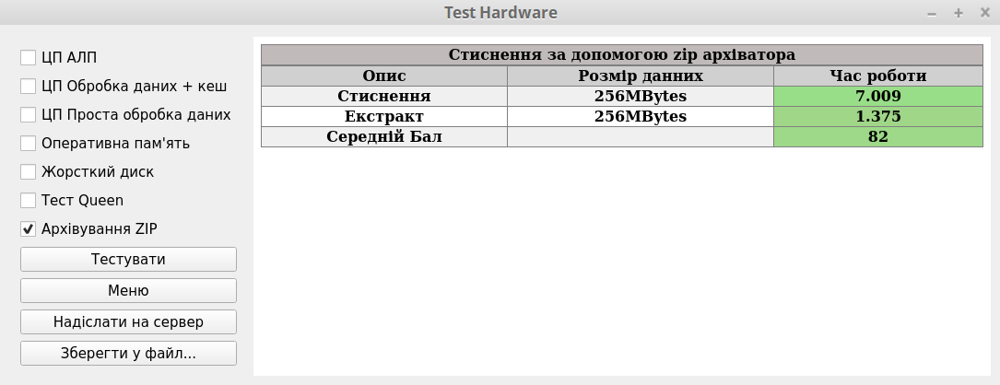 Test Hardware
ЦП АЛП
ЦП Обробка даних + кеш
ЦП Проста обробка даних
Оперативна пам'ять
Жорсткий диск
Тест Queen
Архівування ZIP
Тестувати
Меню
Надіслати на сервер
Зберегти у файл...
Стиснення за допомогою zip архіватора
Опис Розмір данних Час роботи
Стиснення 256MBytes 7.009
Екстракт 256MBytes 1.375
Середній Бал 82